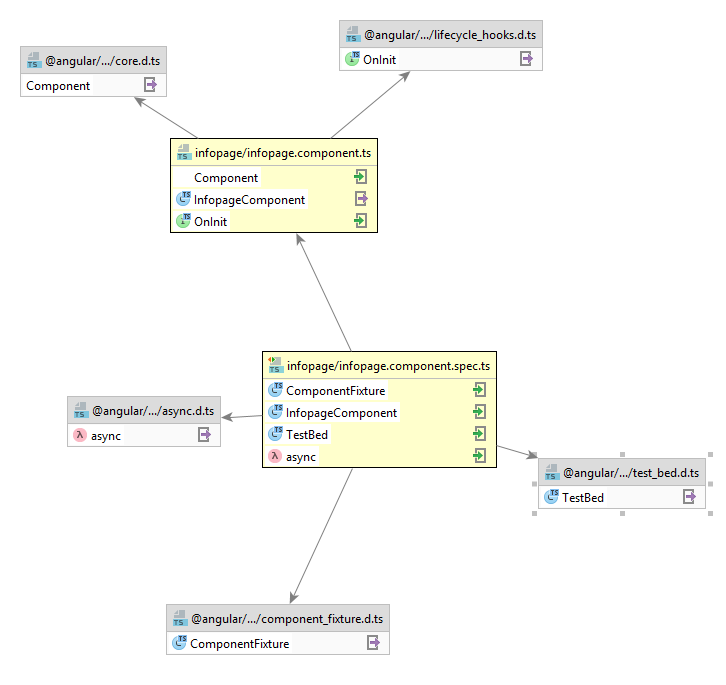 @angular/.../lifecycle_hooks.d.ts
OnInit
@angular/.../core.d.ts
Component
infopage/infopage.component.ts
Component
InfopageComponent
OnInit
infopage/infopage.component.spec.ts
ComponentFixture
InfopageComponent
TestBed
async
@angular/.../async.d.ts
async
@angular/.../test_bed.d.ts
TestBed
@angular/.../component_fixture.d.ts
ComponentFixture